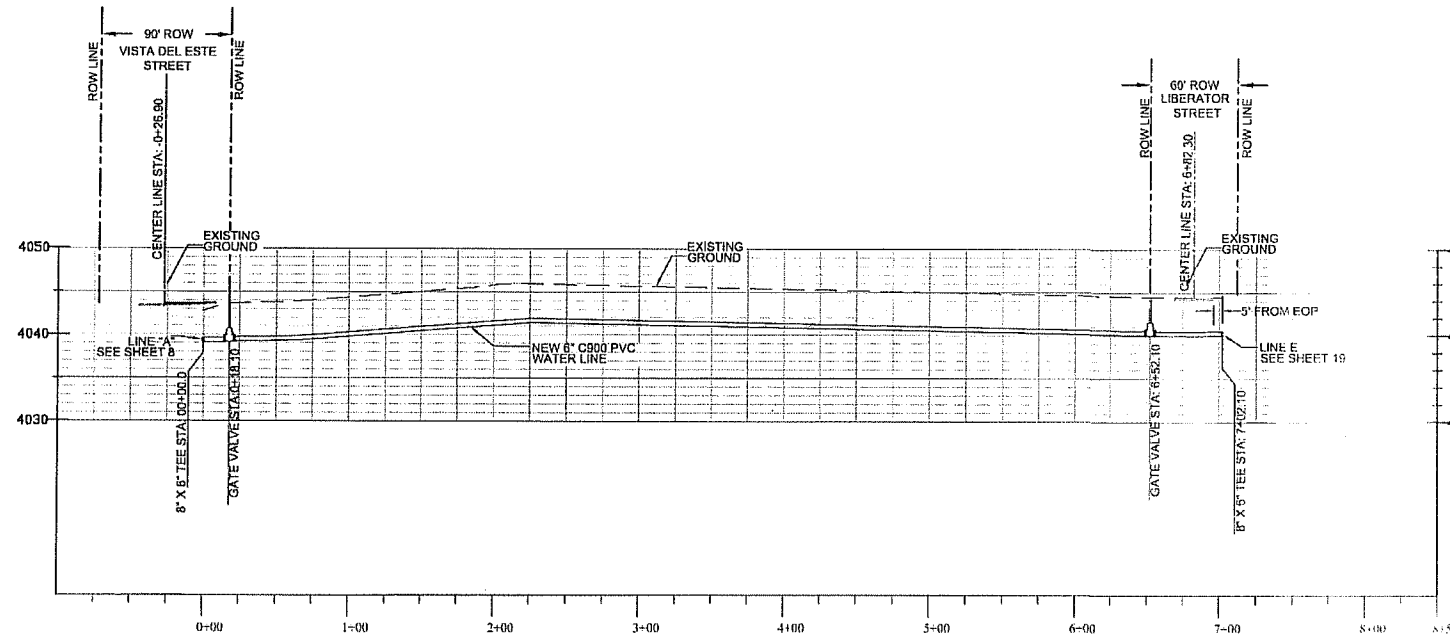 90' ROW
VISTA DEL ESTE
STREET
ROW LINE
ROW LINE
CENTER LINE STA: -0+26.90
60' ROW
LIBERATOR
STREET
ROW LINE
ROW LINE
CENTER LINE STA: 6+82.30
EXISTING
GROUND
EXISTING
GROUND
EXISTING
GROUND
4050
4040
4030
LINE "A"
SEE SHEET 8
NEW 6" C900 PVC
WATER LINE
5' FROM EOP
LINE E
SEE SHEET 19
8" X 6" TEE STA: 00+00.0
GATE VALVE STA: 0+18.10
GATE VALVE STA: 6+52.10
8" X 6" TEE STA: 7+02.10
0+00
1+00
2+00
3+00
4+00
5+00
6+00
7+00
8+00